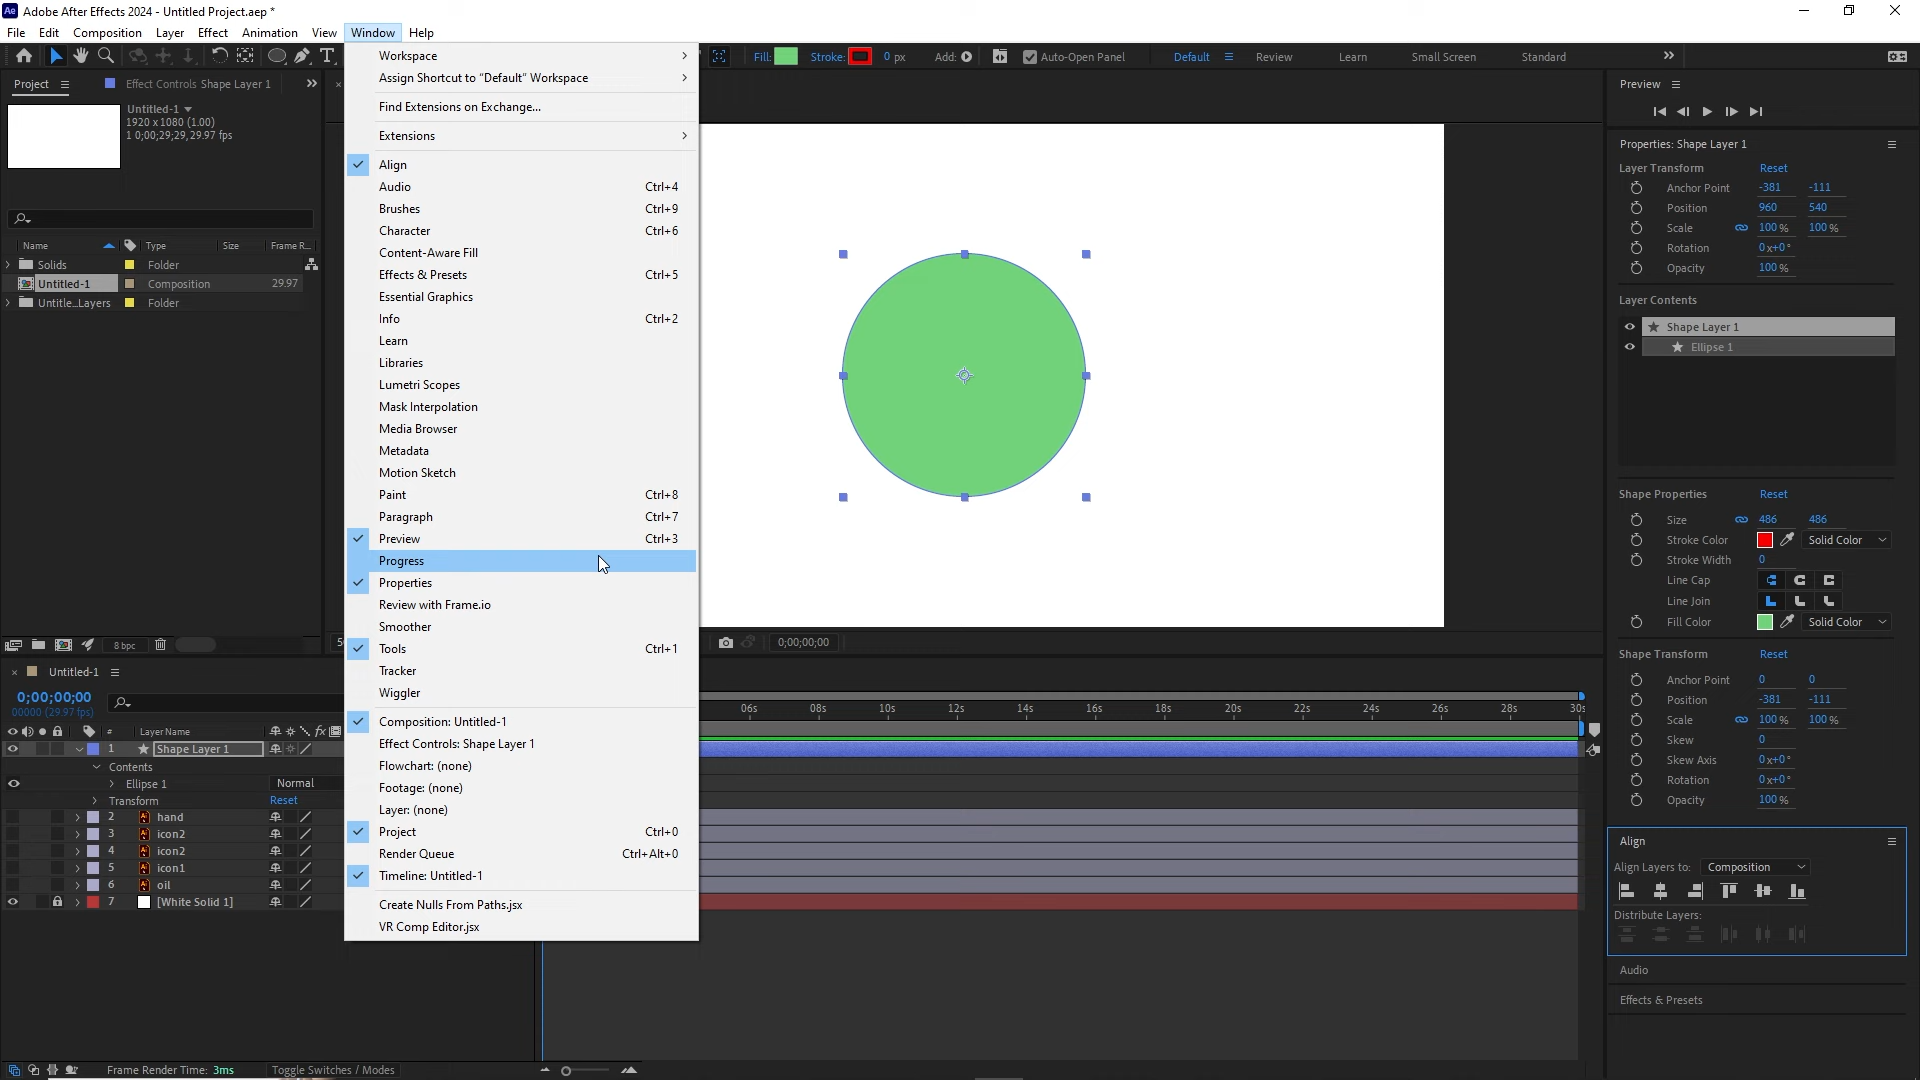 Adobe After Effects 2024 - Untitled Project.aep *
File Edit Composition Layer Effect Animation View Window Help
Fill: Stroke: 0 px Add: Auto-Open Panel Default Review Learn Small Screen Standard
Project
Effect Controls Shape Layer 1
Untitled-1
1920 x 1080 (1.00)
1 0;00;29;29, 29.97 fps
Name Type Size Frame R...
Solids Folder
Untitled-1 Composition 29.97
Untitle...Layers Folder
8 bpc
Workspace
Assign Shortcut to “Default” Workspace
Find Extensions on Exchange...
Extensions
Align
Audio Ctrl+4
Brushes Ctrl+9
Character Ctrl+6
Content-Aware Fill
Effects & Presets Ctrl+5
Essential Graphics
Info Ctrl+2
Learn
Libraries
Lumetri Scopes
Mask Interpolation
Media Browser
Metadata
Motion Sketch
Paint Ctrl+8
Paragraph Ctrl+7
Preview Ctrl+3
Progress
Properties
Review with Frame.io
Smoother
Tools Ctrl+1
Tracker
Wiggler
Composition: Untitled-1
Effect Controls: Shape Layer 1
Flowchart: (none)
Footage: (none)
Layer: (none)
Project Ctrl+0
Render Queue Ctrl+Alt+0
Timeline: Untitled-1
Create Nulls From Paths.jsx
VR Comp Editor.jsx
0;00;00;00
Preview
Properties: Shape Layer 1
Layer Transform Reset
Anchor Point -381 -111
Position 960 540
Scale 100 % 100 %
Rotation 0x+0°
Opacity 100 %
Layer Contents
Shape Layer 1
Ellipse 1
Shape Properties Reset
Size 486 486
Stroke Color Solid Color
Stroke Width 0
Line Cap
Line Join
Fill Color Solid Color
Shape Transform Reset
Anchor Point 0 0
Position -381 -111
Scale 100 % 100 %
Skew 0
Skew Axis 0x+0°
Rotation 0x+0°
Opacity 100 %
Align
Align Layers to: Composition
Distribute Layers:
Audio
Effects & Presets
Untitled-1
0;00;00;00
00000 (29.97 fps)
# Layer Name fx
06s 08s 10s 12s 14s 16s 18s 20s 22s 24s 26s 28s 30s
1 Shape Layer 1
Contents
Ellipse 1 Normal
Transform Reset
2 hand
3 icon2
4 icon2
5 icon1
6 oil
7 [White Solid 1]
Frame Render Time: 3ms Toggle Switches / Modes